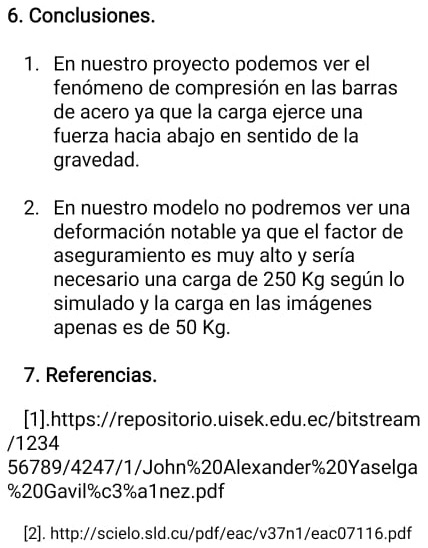 6. Conclusiones.
1. En nuestro proyecto podemos ver el
fenómeno de compresión en las barras
de acero ya que la carga ejerce una
fuerza hacia abajo en sentido de la
gravedad.
2. En nuestro modelo no podremos ver una
deformación notable ya que el factor de
aseguramiento es muy alto y sería
necesario una carga de 250 Kg según lo
simulado y la carga en las imágenes
apenas es de 50 Kg.
7. Referencias.
[1].https://repositorio.uisek.edu.ec/bitstream
/1234
56789/4247/1/John%20Alexander%20Yaselga
%20Gavil%c3%a1nez.pdf
[2]. http://scielo.sld.cu/pdf/eac/v37n1/eac07116.pdf